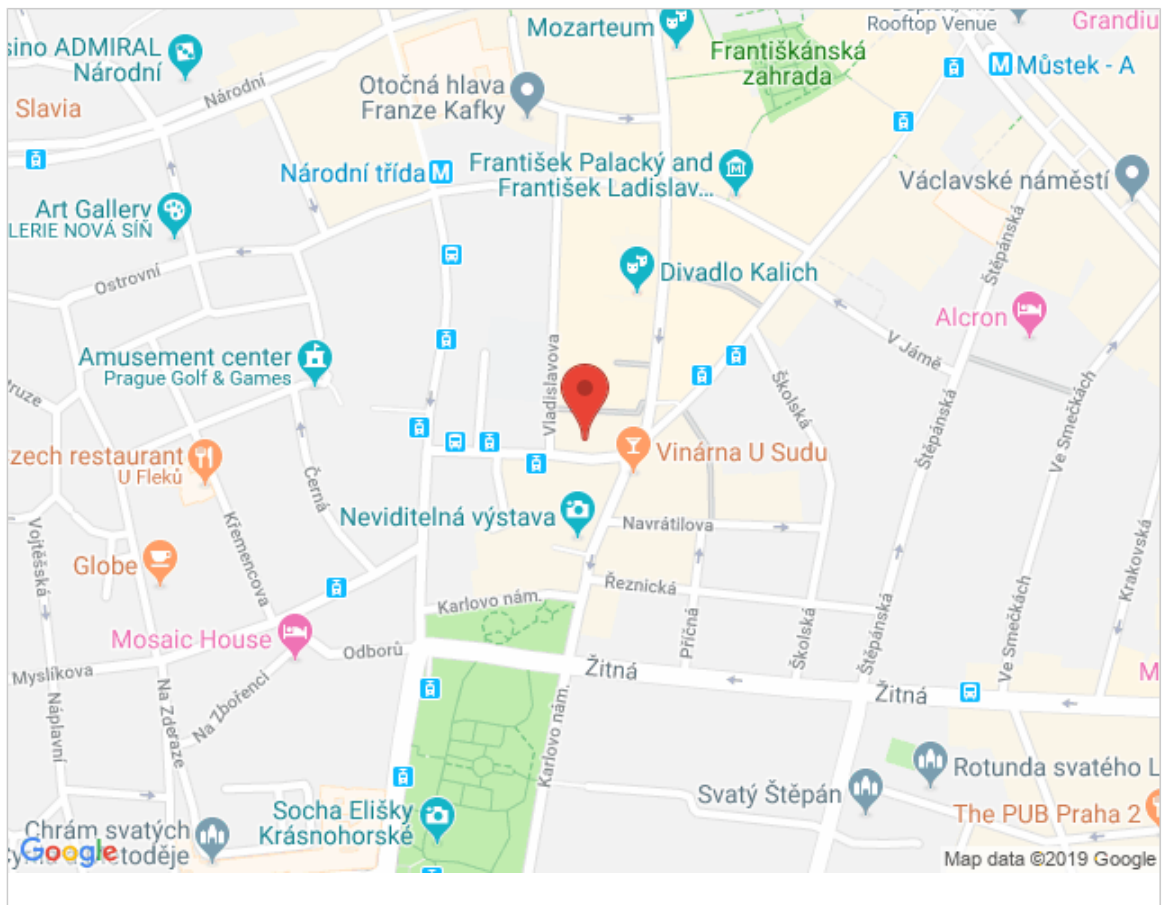 Mozarteum
Rooftop Venue
Grandiu
sino ADMIRAL
Národní
Národní
Františkánská
zahrada
Můstek - A
Otočná hlava
Franze Kafky
Slavia
Národní třída
František Palacký and
František Ladislav...
Václavské náměstí
Art Gallery
LERIE NOVÁ SÍŇ
Štěpánská
Ostrovní
Divadlo Kalich
Alcron
V Jámě
Amusement center
Prague Golf & Games
Vladislavova
Školská
Štěpánská
Ve Smečkách
truze
zech restaurant
U Fleků
Černá
Vinárna U Sudu
Neviditelná výstava
Navrátilova
Vojtěšská
Křemencova
Globe
Řeznická
Karlovo nám.
Příčná
Školská
Štěpánská
Ve Smečkách
Krakovská
Mosaic House
Odborů
Myslíkova
Žitná
Žitná
M
Náplavní
Na Zderaze
Na Zbořenci
Karlovo nám.
Svatý Štěpán
Rotunda svatého L
The PUB Praha 2
Socha Elišky
Krásnohorské
Chrám svatých
Google
Map data ©2019 Google